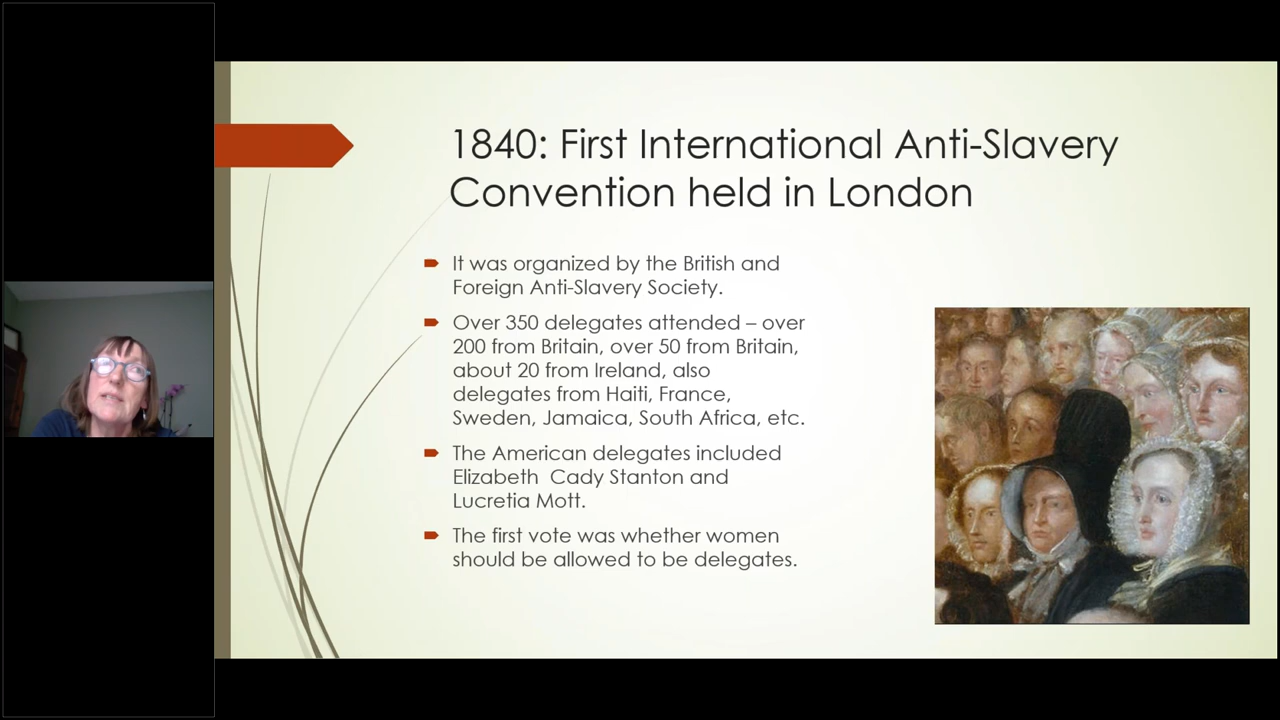 1840: First International Anti-Slavery
Convention held in London
It was organized by the British and
Foreign Anti-Slavery Society.
Over 350 delegates attended – over
200 from Britain, over 50 from Britain,
about 20 from Ireland, also
delegates from Haiti, France,
Sweden, Jamaica, South Africa, etc.
The American delegates included
Elizabeth  Cady Stanton and
Lucretia Mott.
The first vote was whether women
should be allowed to be delegates.